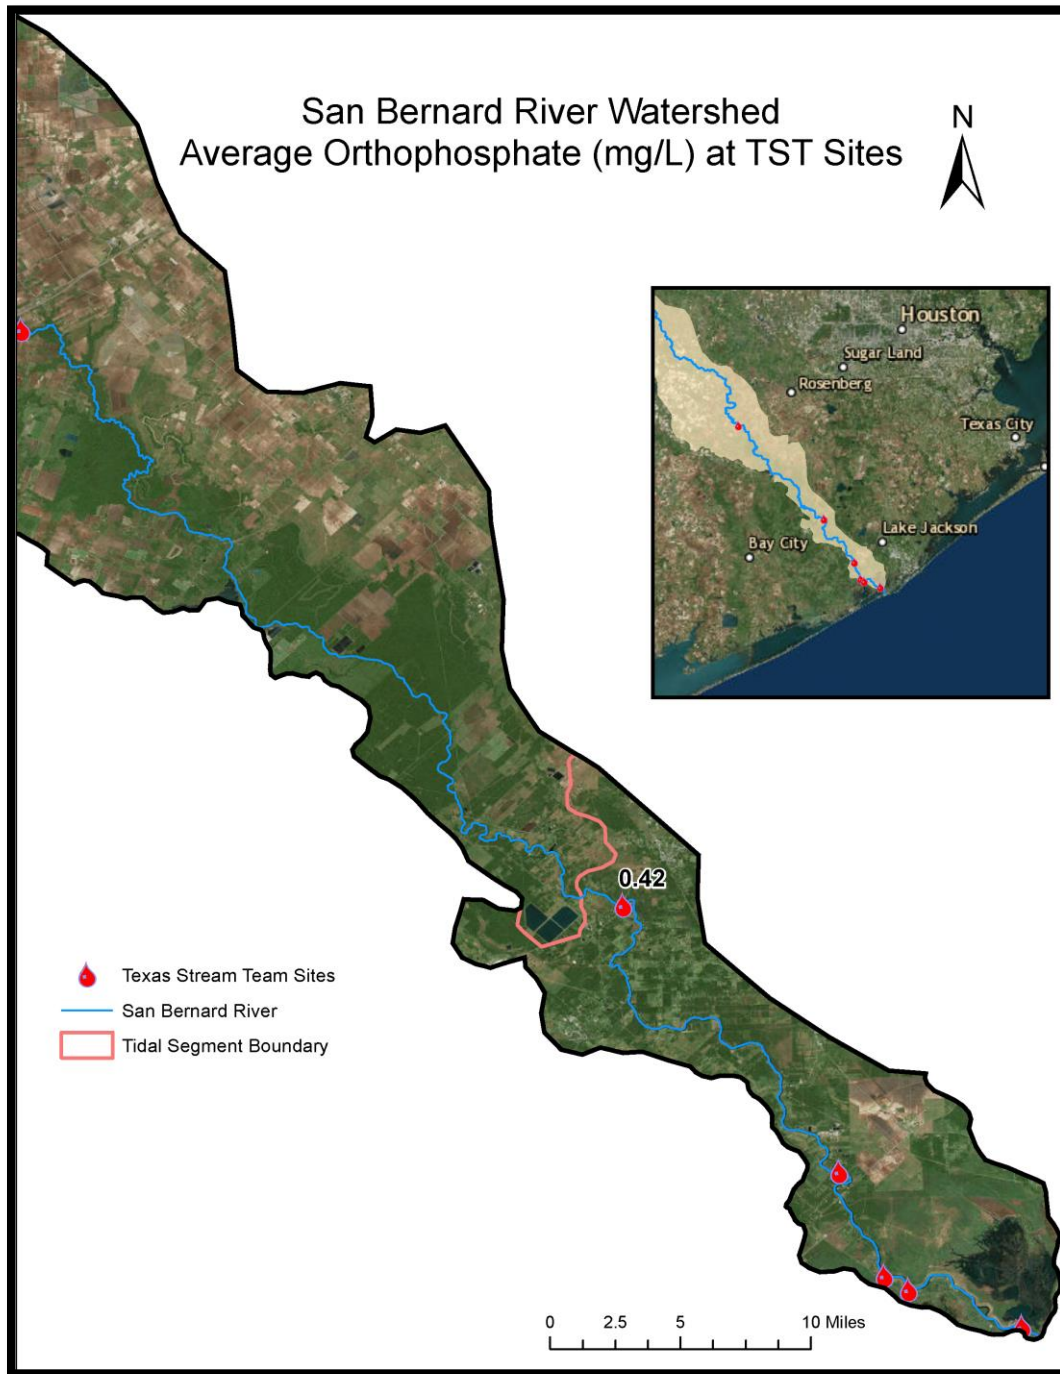 San Bernard River Watershed
Average Orthophosphate (mg/L) at TST Sites
N
Houston
Sugar Land
Rosenberg
Texas City
Lake Jackson
Bay City
0.42
Texas Stream Team Sites
San Bernard River
Tidal Segment Boundary
0 2.5 5 10 Miles